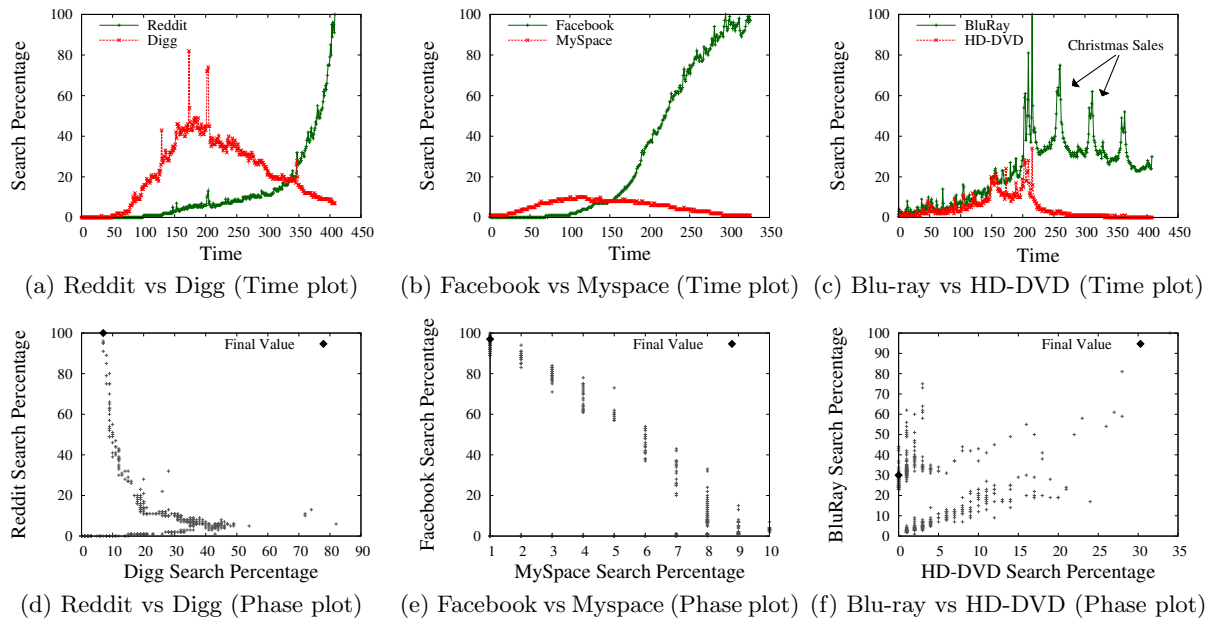 100
80
60
40
20
0
Search Percentage
Reddit
Digg
0 50 100 150 200 250 300 350 400 450
Time
(a) Reddit vs Digg (Time plot)
100
80
60
40
20
0
Search Percentage
Facebook
MySpace
0 50 100 150 200 250 300 350
Time
(b) Facebook vs Myspace (Time plot)
100
80
60
40
20
0
Search Percentage
BluRay
HD-DVD
Christmas Sales
0 50 100 150 200 250 300 350 400 450
Time
(c) Blu-ray vs HD-DVD (Time plot)
100
80
60
40
20
0
Reddit Search Percentage
Final Value
0 10 20 30 40 50 60 70 80 90
Digg Search Percentage
(d) Reddit vs Digg (Phase plot)
100
80
60
40
20
0
Facebook Search Percentage
Final Value
1 2 3 4 5 6 7 8 9 10
MySpace Search Percentage
(e) Facebook vs Myspace (Phase plot)
100
90
80
70
60
50
40
30
20
10
0
BluRay Search Percentage
Final Value
0 5 10 15 20 25 30 35
HD-DVD Search Percentage
(f) Blu-ray vs HD-DVD (Phase plot)